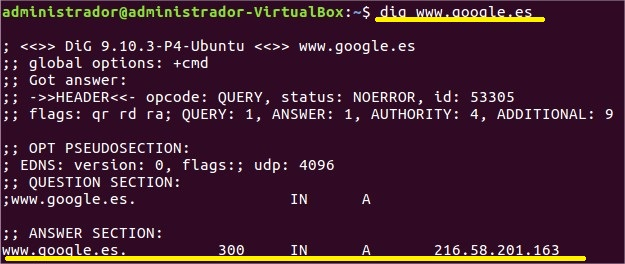 administrador@administrador-VirtualBox:~$ dig www.google.es
; <<>> DiG 9.10.3-P4-Ubuntu <<>> www.google.es
;; global options: +cmd
;; Got answer:
;; ->>HEADER<<- opcode: QUERY, status: NOERROR, id: 53305
;; flags: qr rd ra; QUERY: 1, ANSWER: 1, AUTHORITY: 4, ADDITIONAL: 9
;; OPT PSEUDOSECTION:
; EDNS: version: 0, flags:; udp: 4096
;; QUESTION SECTION:
;www.google.es. IN A
;; ANSWER SECTION:
www.google.es. 300 IN A 216.58.201.163